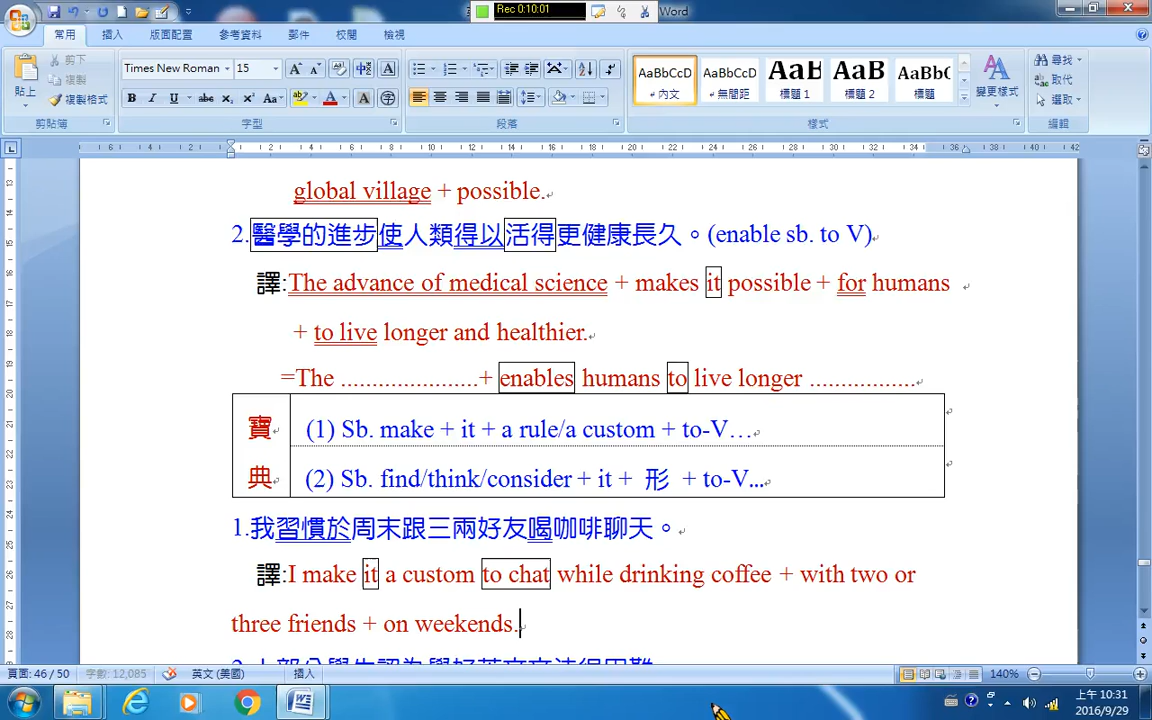 Rec 0:10:01
Word
常用 插入 版面配置 參考資料 郵件 校閱 檢視
貼上
剪下
複製
複製格式
剪貼簿
Times New Roman 15
字型
段落
AaBbCcD AaBbCcD AaB AaB AaBb
內文 無間距 標題 1 標題 2 標題
變更樣式
樣式
尋找
取代
選取
編輯
global village + possible.
2.醫學的進步使人類得以活得更健康長久。(enable sb. to V)
譯:The advance of medical science + makes it possible + for humans
+ to live longer and healthier.
=The ......................+ enables humans to live longer .................
寶典
(1) Sb. make + it + a rule/a custom + to-V…
(2) Sb. find/think/consider + it + 形 + to-V...
1.我習慣於周末跟三兩好友喝咖啡聊天。
譯:I make it a custom to chat while drinking coffee + with two or
three friends + on weekends.
頁面: 46 / 50 字數: 12,085 英文 (美國) 插入 140%
上午 10:31
2016/9/29